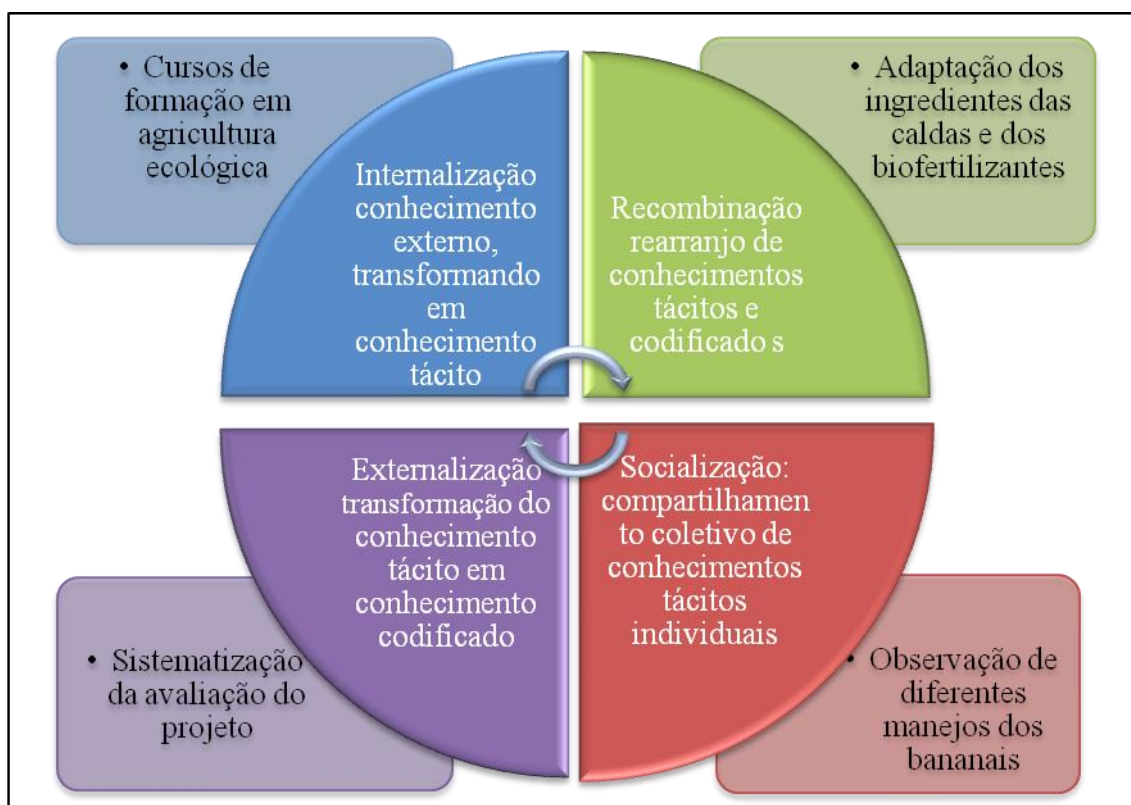 • Cursos de
formação em
agricultura
ecológica
Internalização
conhecimento
externo,
transformando
em
conhecimento
tácito
Recombinação
rearranjo de
conhecimentos
tácitos e
codificado s
• Adaptação dos
ingredientes das
caldas e dos
biofertilizantes
• Sistematização
da avaliação do
projeto
Externalização
transformação do
conhecimento
tácito em
conhecimento
codificado
Socialização:
compartilhamen
to coletivo de
conhecimentos
tácitos
individuais
• Observação de
diferentes
manejos dos
bananais